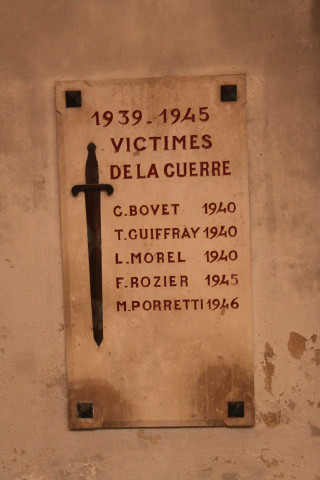 1939-1945
VICTIMES
DE LA GUERRE
G. BOVET 1940
T. GUIFFRAY 1940
L. MOREL 1940
F. ROZIER 1945
M. PORRETTI 1946